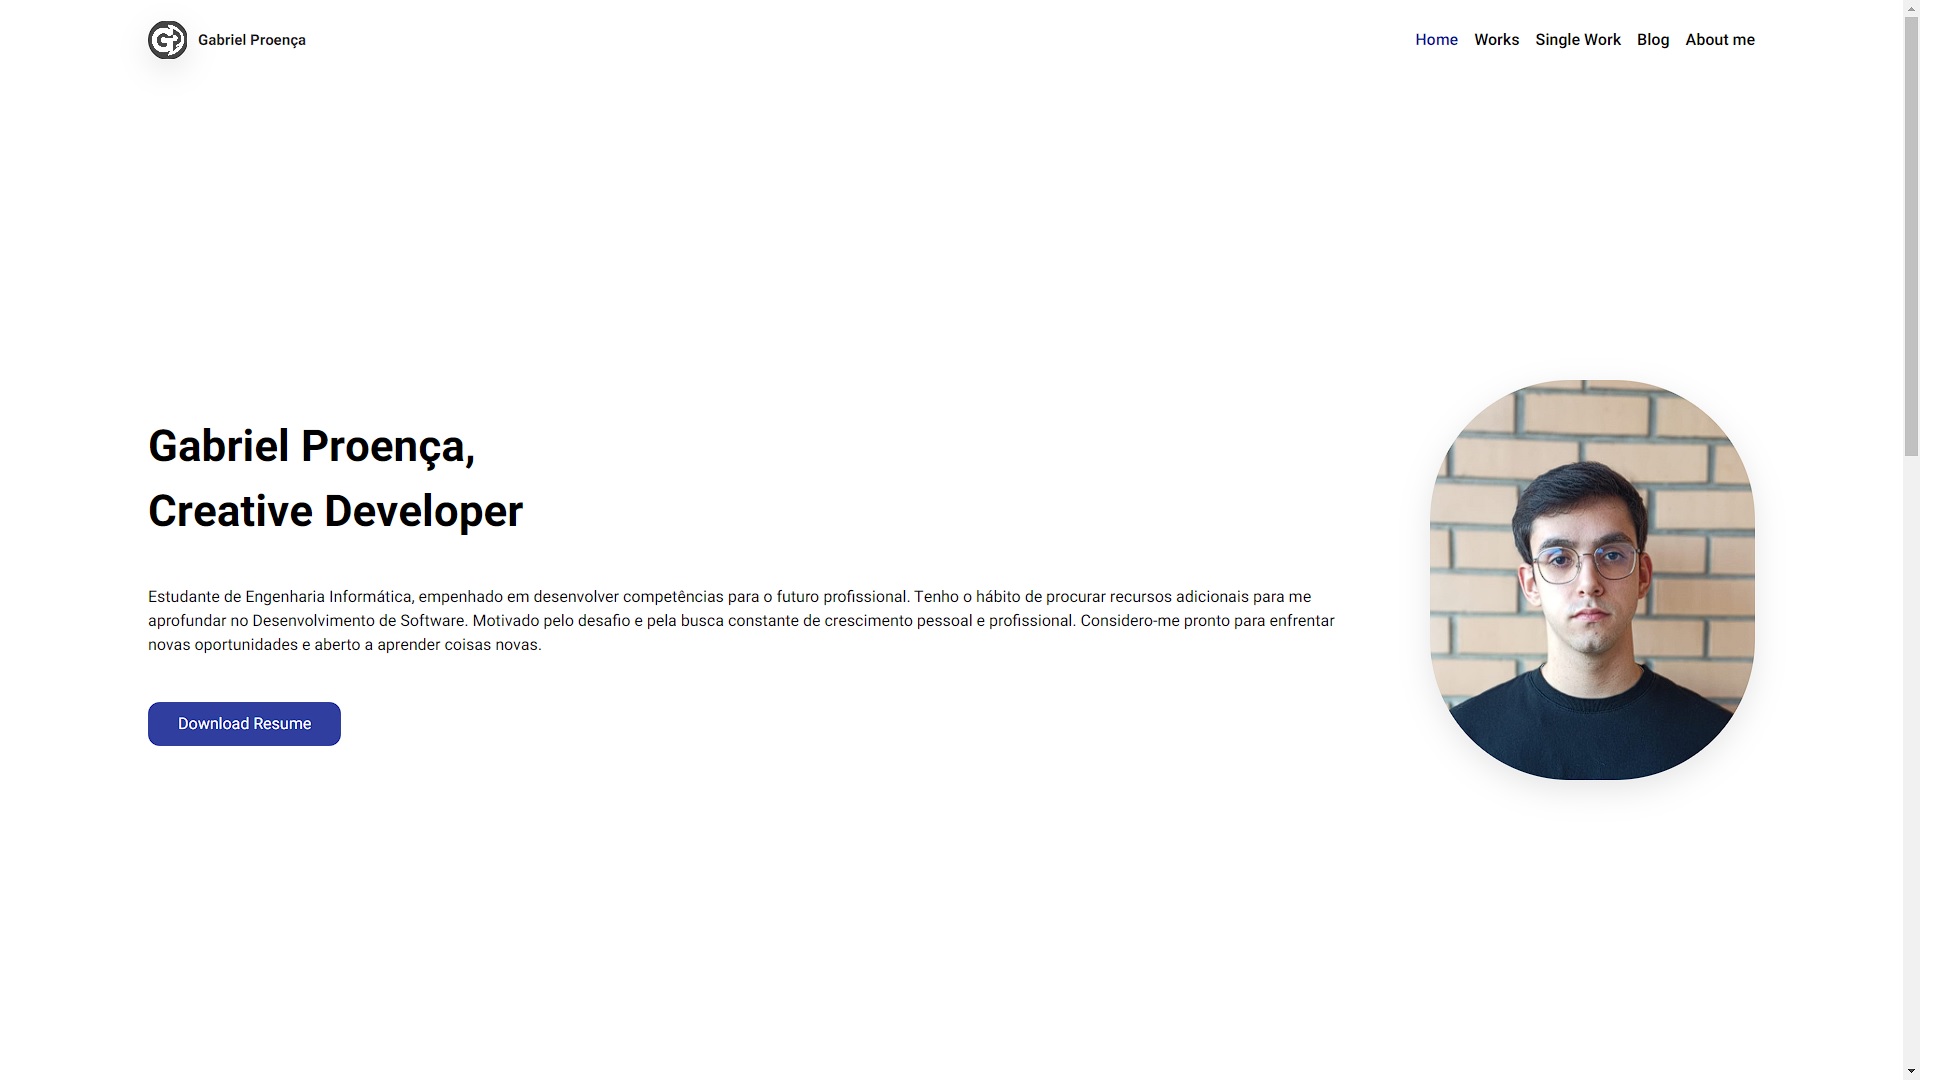 Gabriel Proença
Home Works Single Work Blog About me
Gabriel Proença,
Creative Developer
Estudante de Engenharia Informática, empenhado em desenvolver competências para o futuro profissional. Tenho o hábito de procurar recursos adicionais para me
aprofundar no Desenvolvimento de Software. Motivado pelo desafio e pela busca constante de crescimento pessoal e profissional. Considero-me pronto para enfrentar
novas oportunidades e aberto a aprender coisas novas.
Download Resume